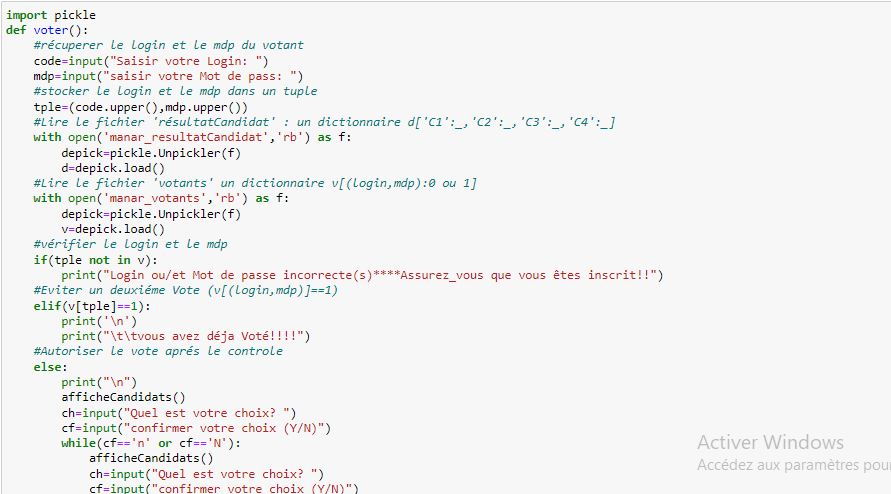 import pickle
def voter():
    #récuperer le login et le mdp du votant
    code=input("Saisir votre Login: ")
    mdp=input("saisir votre Mot de pass: ")
    #stocker le login et le mdp dans un tuple
    tple=(code.upper(),mdp.upper())
    #Lire le fichier 'résultatCandidat' : un dictionnaire d['C1':_,'C2':_,'C3':_,'C4':_]
    with open('manar_resultatCandidat','rb') as f:
        depick=pickle.Unpickler(f)
        d=depick.load()
    #Lire le fichier 'votants' un dictionnaire v[(login,mdp):0 ou 1]
    with open('manar_votants','rb') as f:
        depick=pickle.Unpickler(f)
        v=depick.load()
    #vérifier le login et le mdp
    if(tple not in v):
        print("Login ou/et Mot de passe incorrecte(s)****Assurez_vous que vous êtes inscrit!!")
    #Eviter un deuxiéme Vote (v[(login,mdp)]==1)
    elif(v[tple]==1):
        print('\n')
        print("\t\tvous avez déja Voté!!!!")
    #Autoriser le vote aprés le controle
    else:
        print("\n")
        afficheCandidats()
        ch=input("Quel est votre choix? ")
        cf=input("confirmer votre choix (Y/N)")
        while(cf=='n' or cf=='N'):
            afficheCandidats()
            ch=input("Quel est votre choix? ")
            cf=input("confirmer votre choix (Y/N)")
Activer Windows
Accédez aux paramètres pour